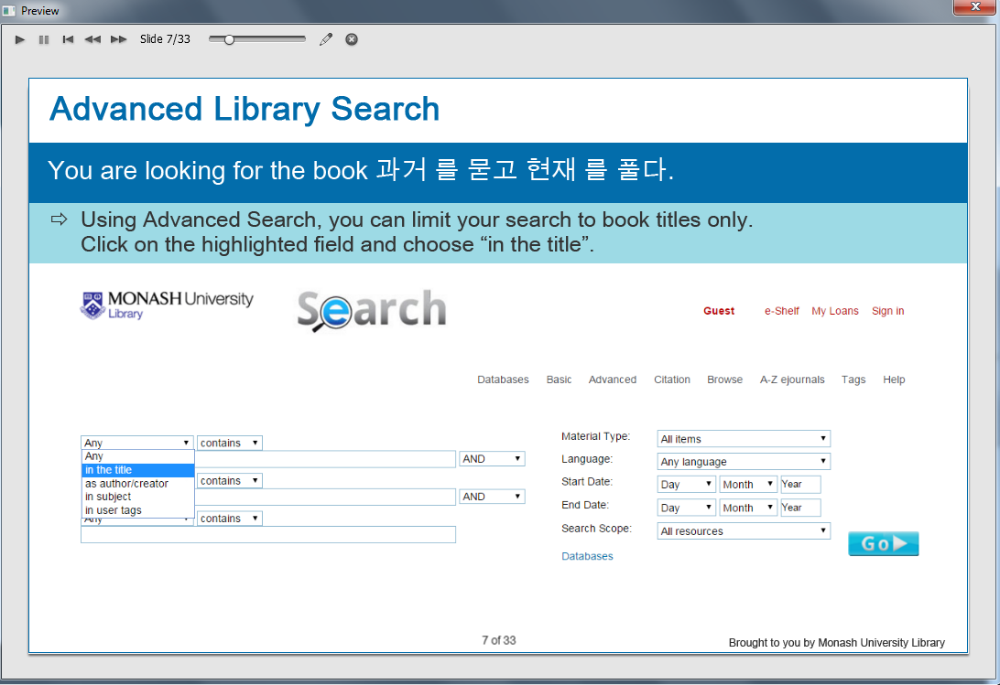 Preview
Slide 7/33
Advanced Library Search
You are looking for the book 과거 를 묻고 현재 를 풀다.
⇨ Using Advanced Search, you can limit your search to book titles only.
Click on the highlighted field and choose “in the title”.
MONASH University
Library
Search
Guest e-Shelf My Loans Sign in
Databases Basic Advanced Citation Browse A-Z ejournals Tags Help
Any contains
Any
in the title
as author/creator
in subject
in user tags
AND
contains
AND
Any contains
Material Type: All items
Language: Any language
Start Date: Day Month Year
End Date: Day Month Year
Search Scope: All resources
Databases
Go
7 of 33
Brought to you by Monash University Library